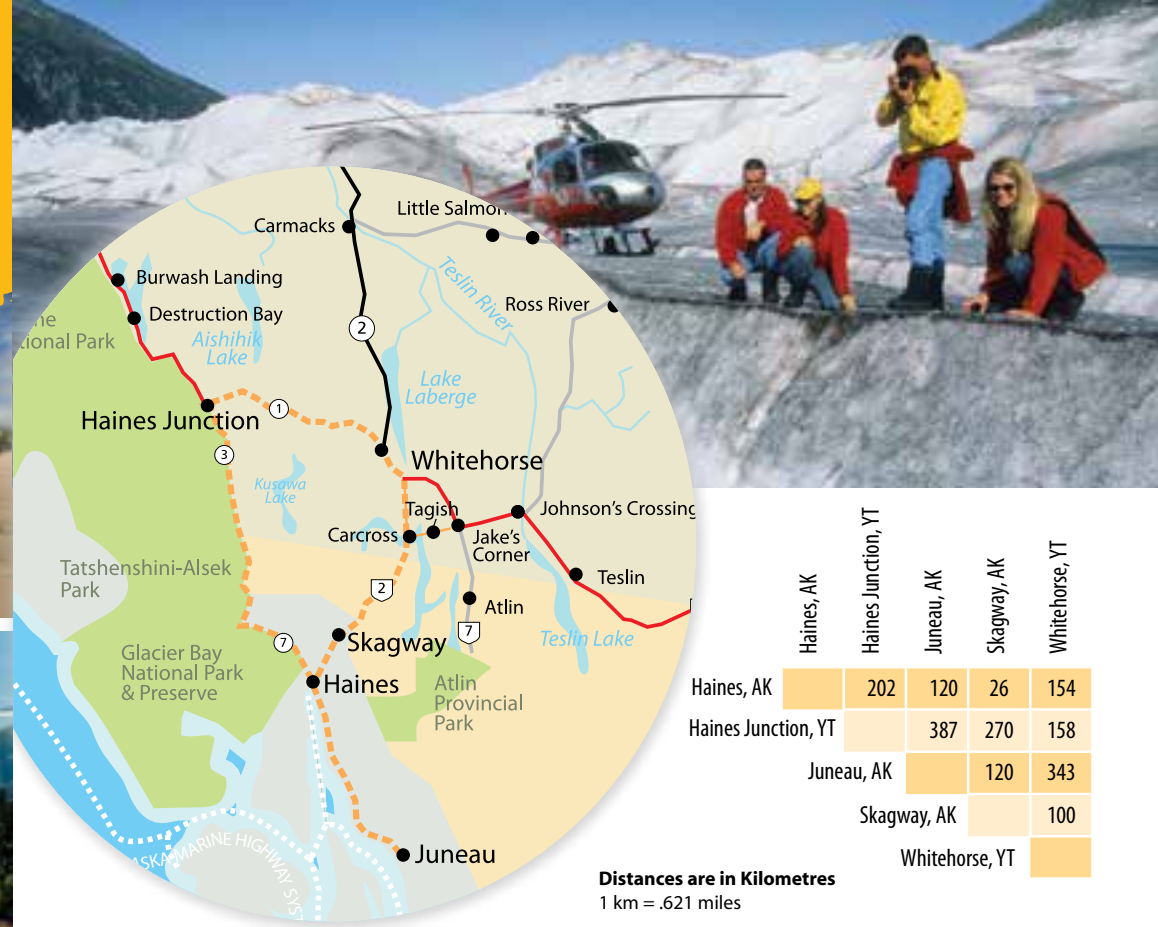 Carmacks
Little Salmon
Burwash Landing
Destruction Bay
Ross River
Teslin River
ional Park
Aishihik
Lake
2
Lake
Laberge
Haines Junction
1
3
Whitehorse
Kusawa
Lake
Tagish
Johnson's Crossing
Carcross
Jake's
Corner
Tatshenshini-Alsek
Park
Teslin
2
Atlin
7
Teslin Lake
7
Skagway
Glacier Bay
National Park
& Preserve
Haines
Atlin
Provincial
Park
MARINE HIGHWAY
Juneau
Haines, AK
Haines Junction, YT
Juneau, AK
Skagway, AK
Whitehorse, YT
Haines, AK 202 120 26 154
Haines Junction, YT 387 270 158
Juneau, AK 120 343
Skagway, AK 100
Whitehorse, YT
Distances are in Kilometres
1 km = .621 miles